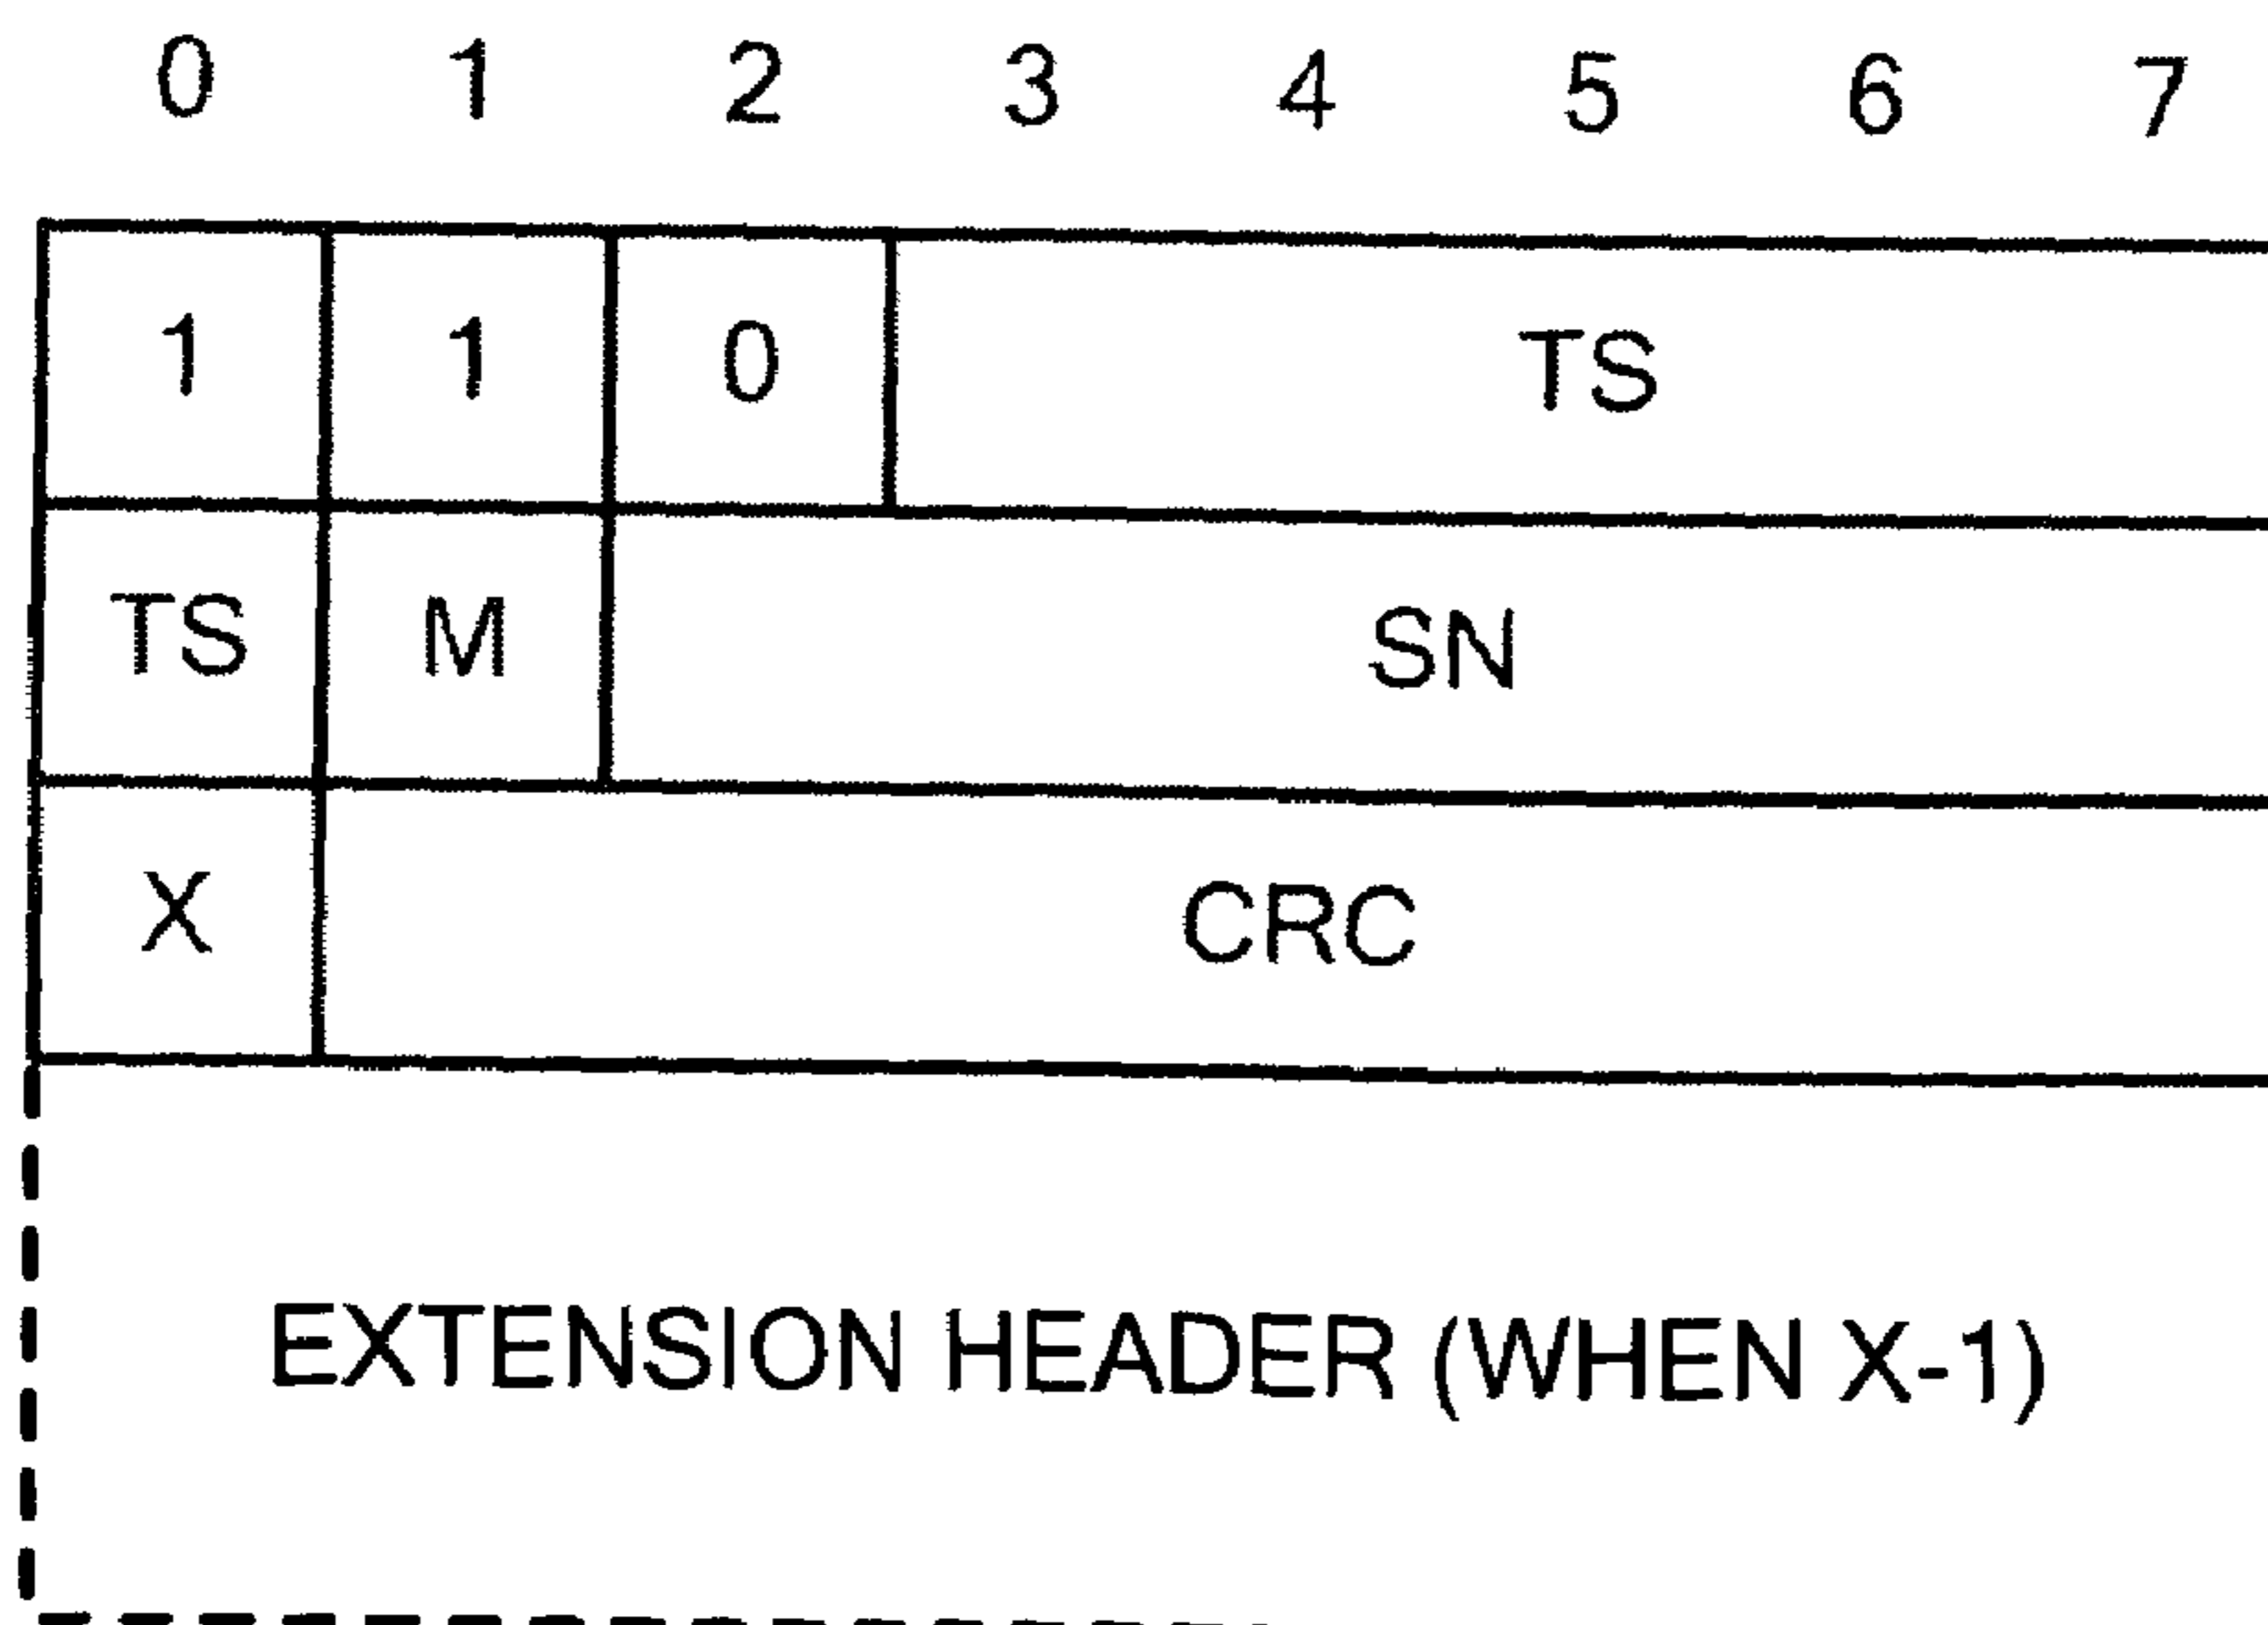 0 1 2 3 4 5 6 7
1 1 0 TS
TS M SN
X CRC
EXTENSION HEADER (WHEN X-1)